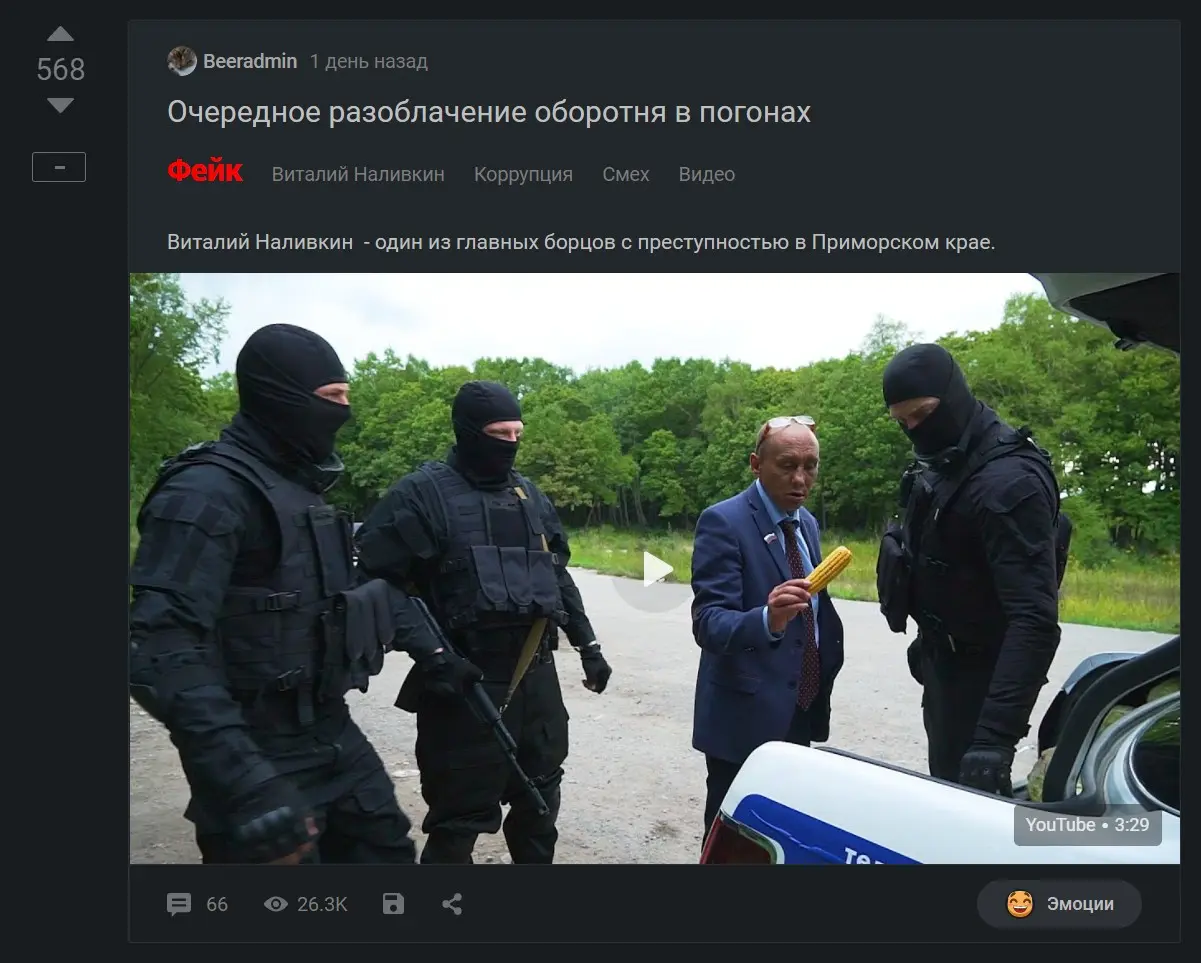 568
Beeradmin 1 день назад
Очередное разоблачение оборотня в погонах
Фейк Виталий Наливкин Коррупция Смех Видео
Виталий Наливкин - один из главных борцов с преступностью в Приморском крае.
YouTube • 3:29
66 26.3K Эмоции